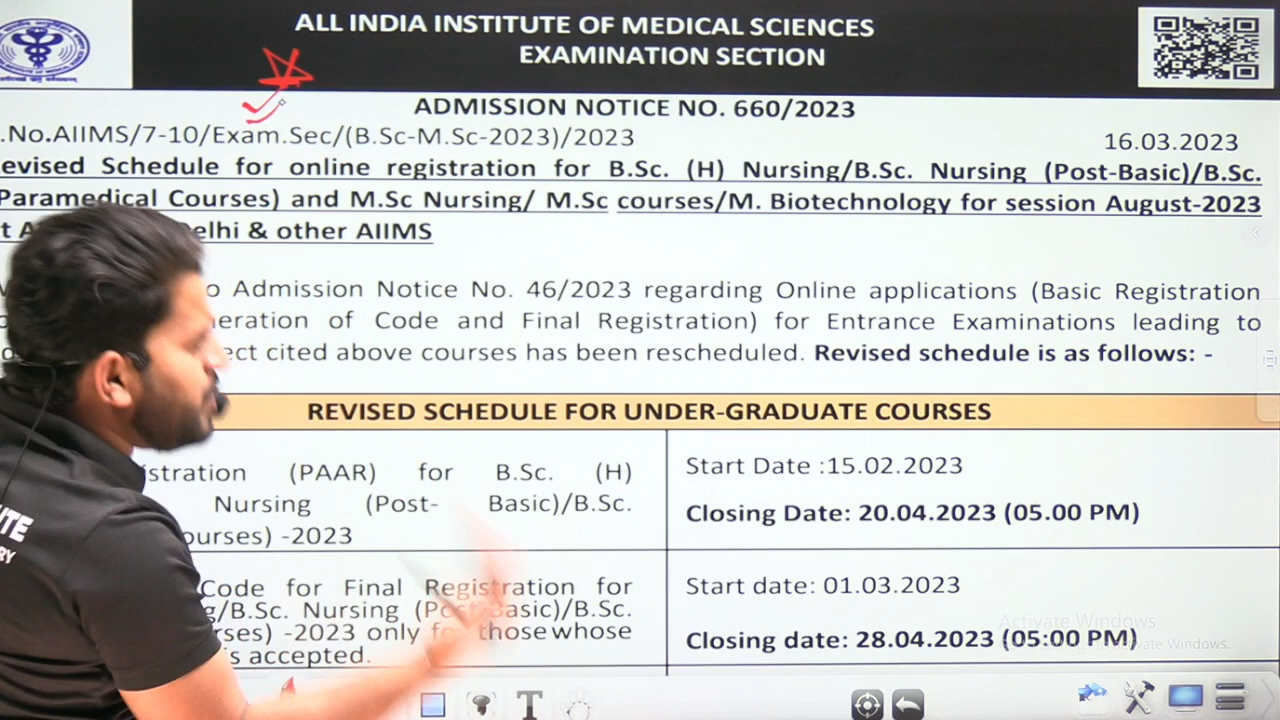 ALL INDIA INSTITUTE OF MEDICAL SCIENCES
EXAMINATION SECTION
ADMISSION NOTICE NO. 660/2023
.No.AIIMS/7-10/Exam.Sec/(B.Sc-M.Sc-2023)/2023 16.03.2023
evised Schedule for online registration for B.Sc. (H) Nursing/B.Sc. Nursing (Post-Basic)/B.Sc.
Paramedical Courses) and M.Sc Nursing/ M.Sc courses/M. Biotechnology for session August-2023
t A elhi & other AIIMS
o Admission Notice No. 46/2023 regarding Online applications (Basic Registration
eration of Code and Final Registration) for Entrance Examinations leading to
ect cited above courses has been rescheduled. Revised schedule is as follows: -
REVISED SCHEDULE FOR UNDER-GRADUATE COURSES
istration (PAAR) for B.Sc. (H)
Nursing (Post- Basic)/B.Sc.
ourses) -2023
Start Date :15.02.2023
Closing Date: 20.04.2023 (05.00 PM)
Code for Final Registration for
g/B.Sc. Nursing (Post-Basic)/B.Sc.
rses) -2023 only for those whose
is accepted.
Start date: 01.03.2023
Closing date: 28.04.2023 (05:00 PM)
Activate Windows
UTE
RY
T